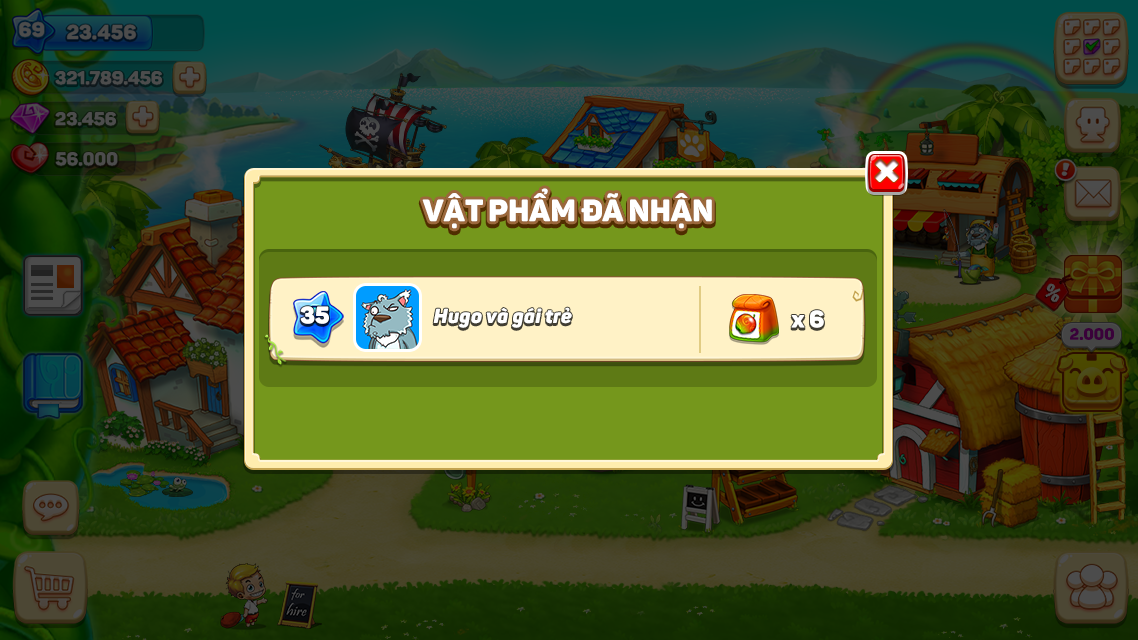 69
23.456
321.789.456
23.456
56.000
VẬT PHẨM ĐÃ NHẬN
35
Hugo và gái trẻ
x 6
!
%
2.000
for
hire